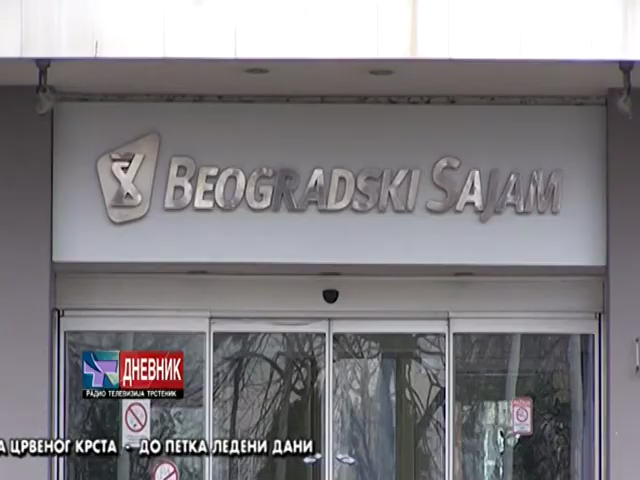 BEOGRADSKI SAJAM
ДНЕВНИК
РАДИО ТЕЛЕВИЗИЈА ТРСТЕНИК
А ЦРВЕНОГ КРСТА - ДО ПЕТКА ЛЕДЕНИ ДАНИ